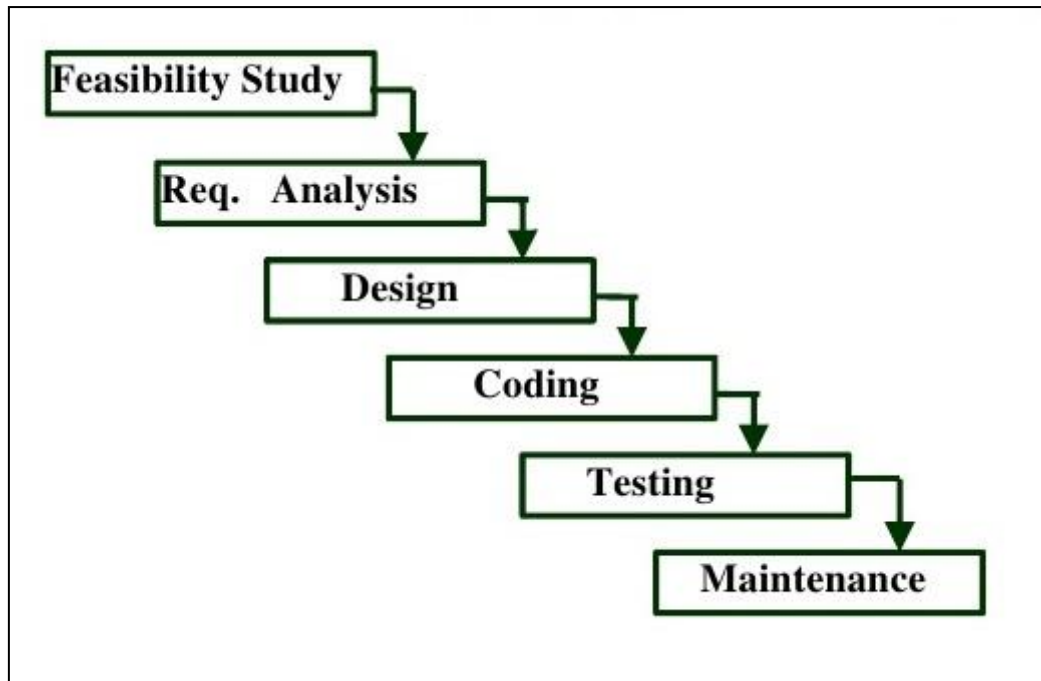 Feasibility Study
Req. Analysis
Design
Coding
Testing
Maintenance